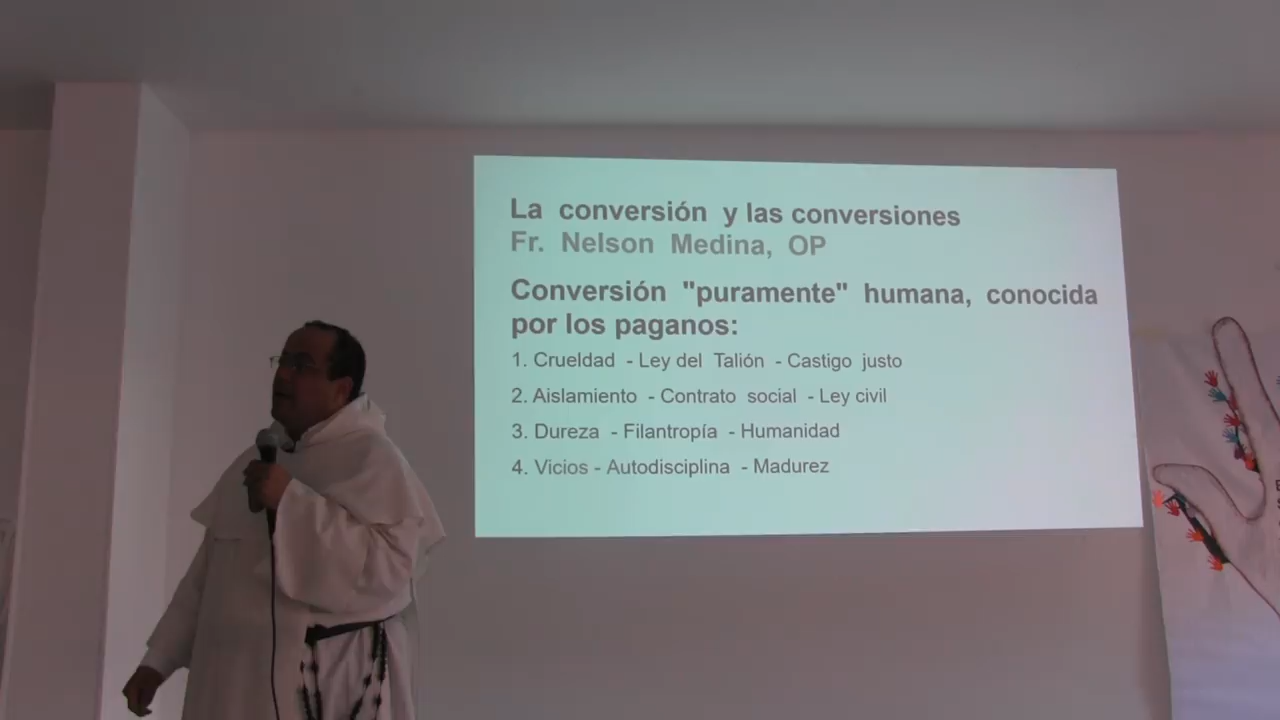 La conversión y las conversiones
Fr. Nelson Medina, OP
Conversión "puramente" humana, conocida
por los paganos:
1. Crueldad - Ley del Talión - Castigo justo
2. Aislamiento - Contrato social - Ley civil
3. Dureza - Filantropía - Humanidad
4. Vicios - Autodisciplina - Madurez